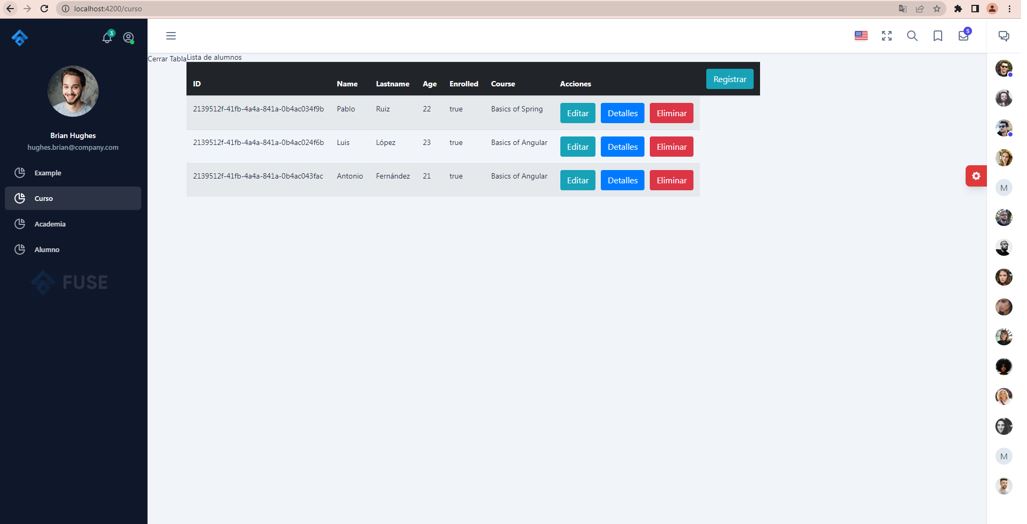 localhost:4200/curso
3
6
Cerrar Tabla
Lista de alumnos
ID Name Lastname Age Enrolled Course Acciones Registrar
2139512f-41fb-4a4a-841a-0b4ac034f9b Pablo Ruiz 22 true Basics of Spring Editar Detalles Eliminar
2139512f-41fb-4a4a-841a-0b4ac024f6b Luis López 23 true Basics of Angular Editar Detalles Eliminar
2139512f-41fb-4a4a-841a-0b4ac043fac Antonio Fernández 21 true Basics of Angular Editar Detalles Eliminar
Brian Hughes
hughes.brian@company.com
Example
Curso
Academia
Alumno
FUSE
M
M